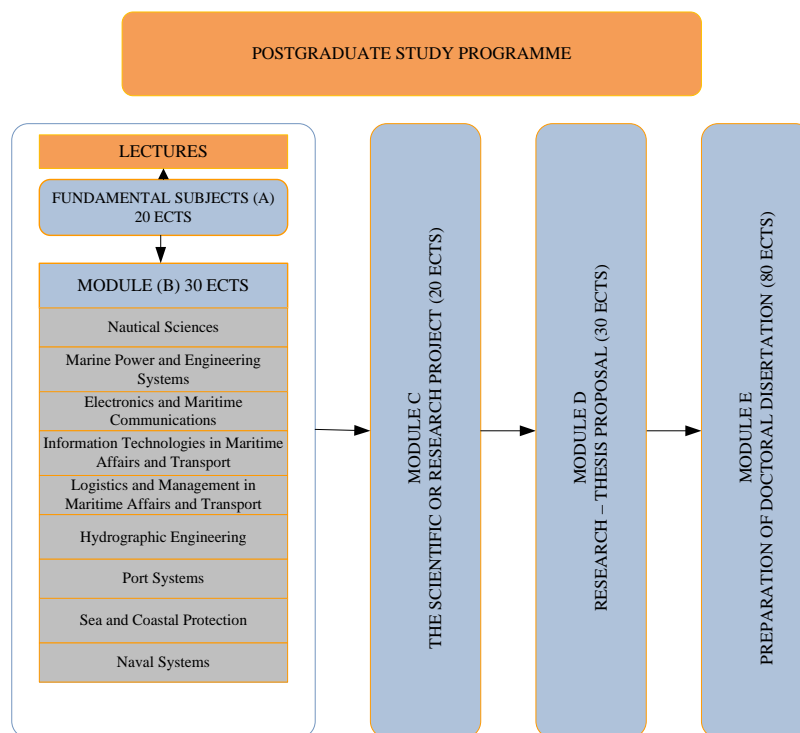 POSTGRADUATE STUDY PROGRAMME
LECTURES
FUNDAMENTAL SUBJECTS (A)
20 ECTS
MODULE (B) 30 ECTS
Nautical Sciences
Marine Power and Engineering
Systems
Electronics and Maritime
Communications
Information Technologies in Maritime
Affairs and Transport
Logistics and Management in
Maritime Affairs and Transport
Hydrographic Engineering
Port Systems
Sea and Coastal Protection
Naval Systems
MODULE C
THE SCIENTIFIC OR RESEARCH PROJECT (20 ECTS)
MODULE D
RESEARCH – THESIS PROPOSAL (30 ECTS)
MODULE E
PREPARATION OF DOCTORAL DISERTATION (80 ECTS)